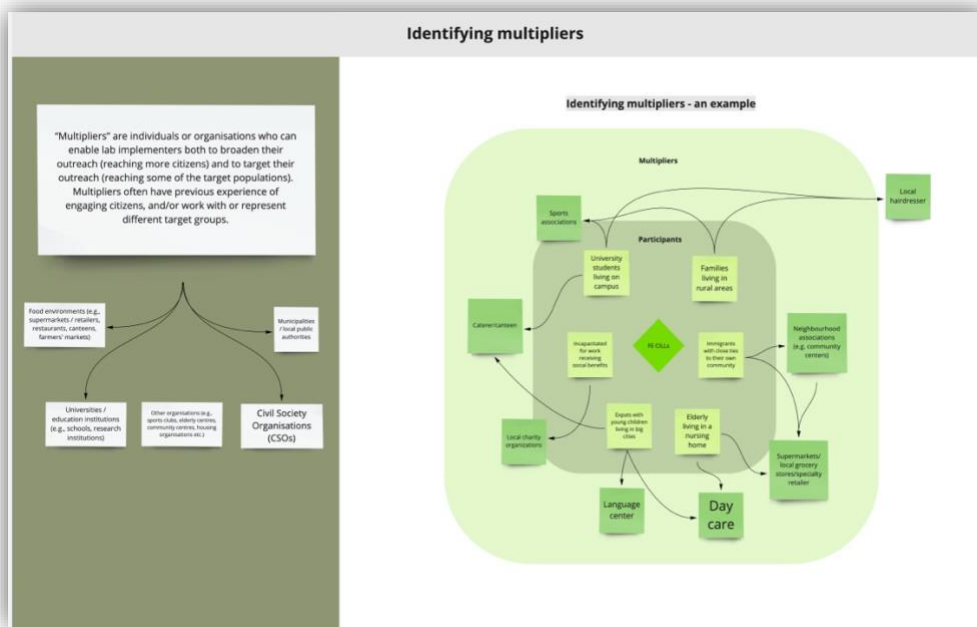 Identifying multipliers
"Multipliers" are individuals or organisations who can
enable lab implementers both to broaden their
outreach (reaching more citizens) and to target their
outreach (reaching some of the target populations).
Multipliers often have previous experience of
engaging citizens, and/or work with or represent
different target groups.
Food environments (e.g.,
supermarkets / retailers,
restaurants, canteens,
farmers' markets)
Municipalities
/ local public
authorities
Universities /
education institutions
(e.g., schools, research
institutions)
Other organisations (e.g.,
sports clubs, elderly centres,
community centres, housing
organisations etc.)
Civil Society
Organisations
(CSOs)
Identifying multipliers - an example
Multipliers
Local
hairdresser
Sports
associations
Participants
University
students
living on
campus
Families
living in
rural areas
Caterer/canteen
Incapacitated
for work
receiving
social benefits
Immigrants
with close ties
to their own
community
Neighbourhood
associations
(e.g. community
centers)
Local charity
organizations
Expats with
young children
living in big
cities
Elderly
living in a
nursing
home
Supermarkets/
local grocery
stores/specialty
retailer
Language
center
Day
care